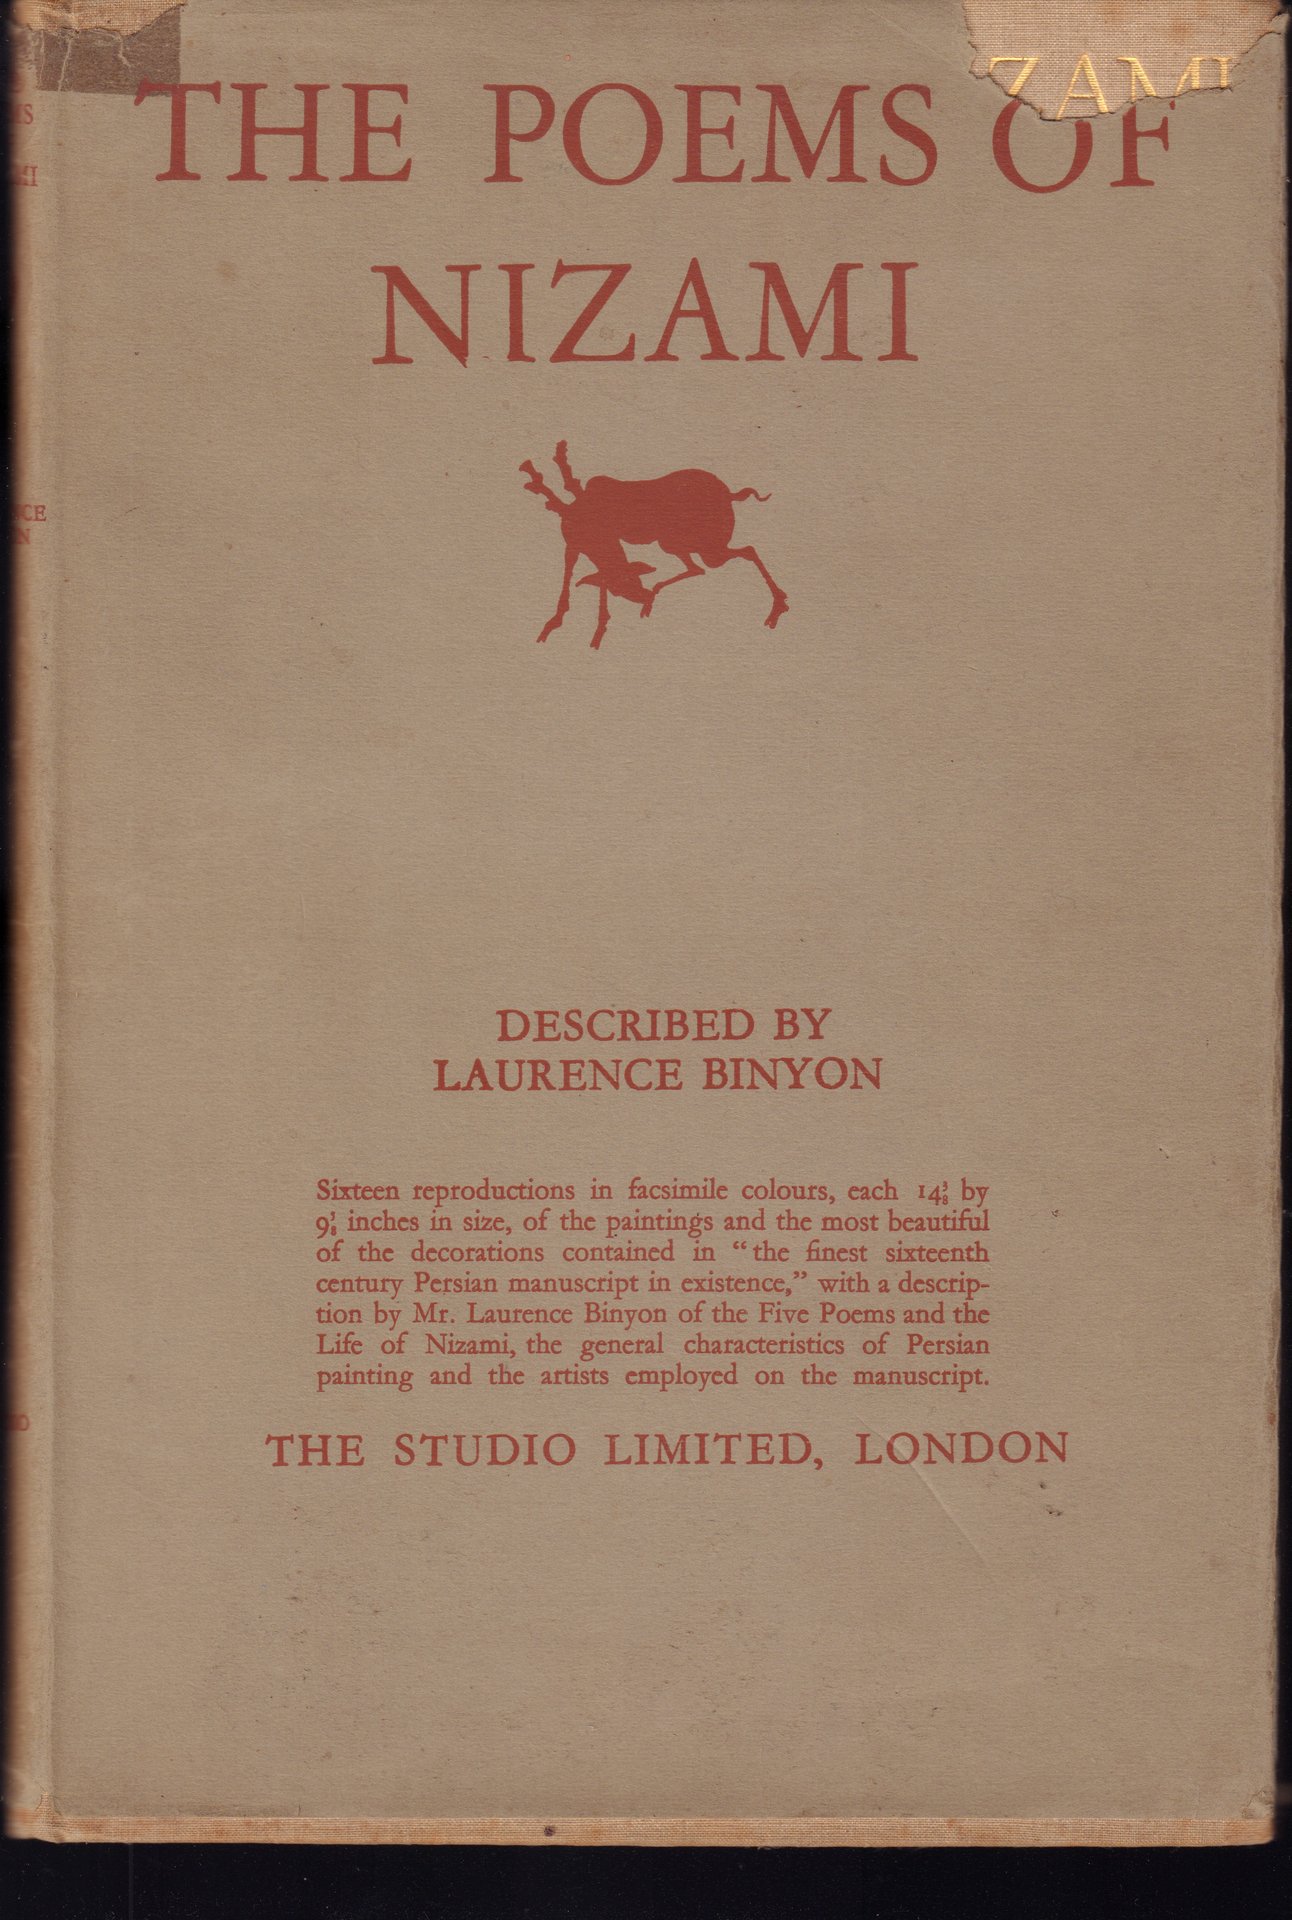 ZAMI
THE POEMS OF
NIZAMI
DESCRIBED BY
LAURENCE BINYON
Sixteen reproductions in facsimile colours, each 14⅜ by
9⅛ inches in size, of the paintings and the most beautiful
of the decorations contained in “the finest sixteenth
century Persian manuscript in existence,” with a descrip-
tion by Mr. Laurence Binyon of the Five Poems and the
Life of Nizami, the general characteristics of Persian
painting and the artists employed on the manuscript.
THE STUDIO LIMITED, LONDON